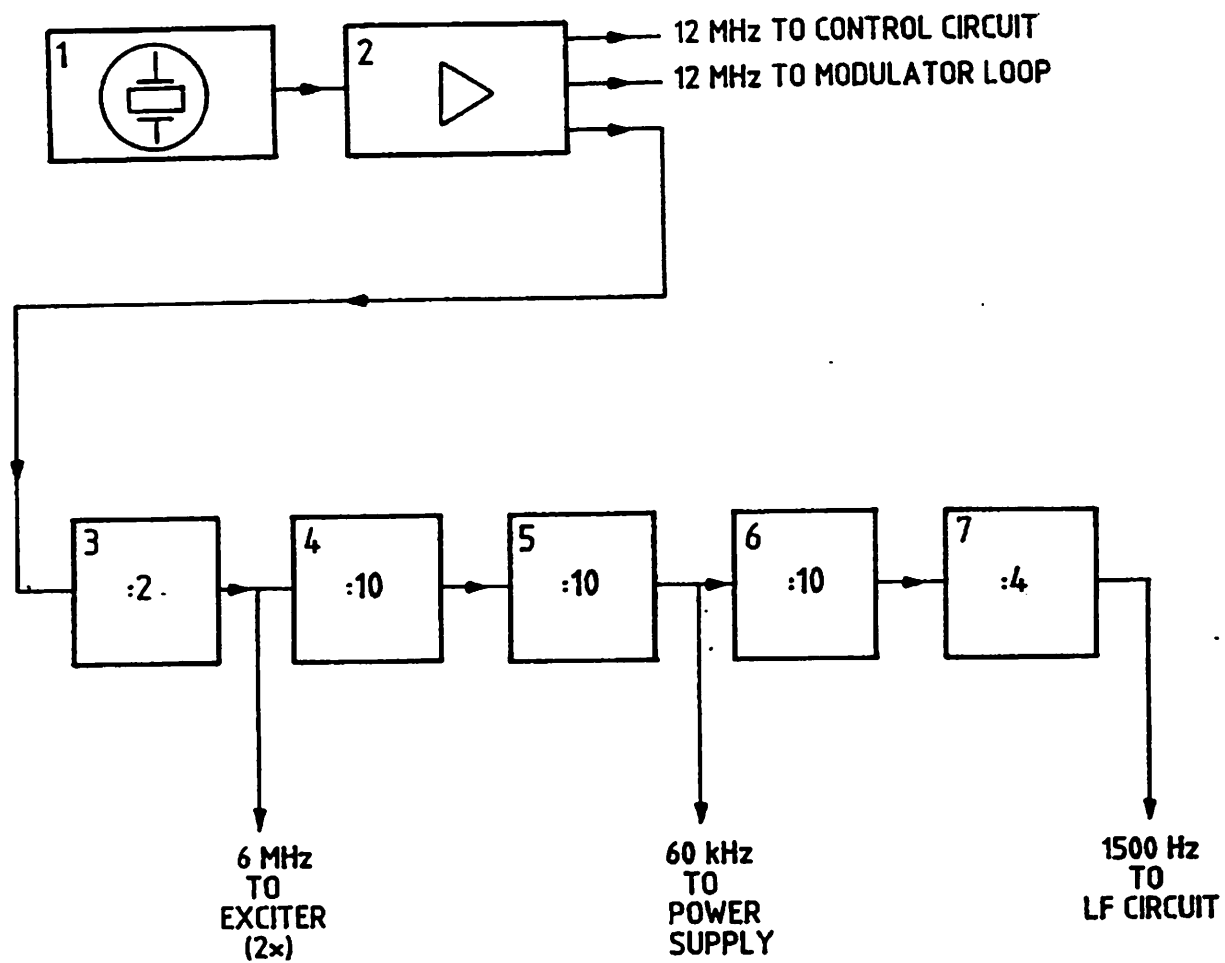 1
2
12 MHz TO CONTROL CIRCUIT
12 MHz TO MODULATOR LOOP
3
:2
4
:10
5
:10
6
:10
7
:4
6 MHz
TO
EXCITER
(2x)
60 kHz
TO
POWER
SUPPLY
1500 Hz
TO
LF CIRCUIT